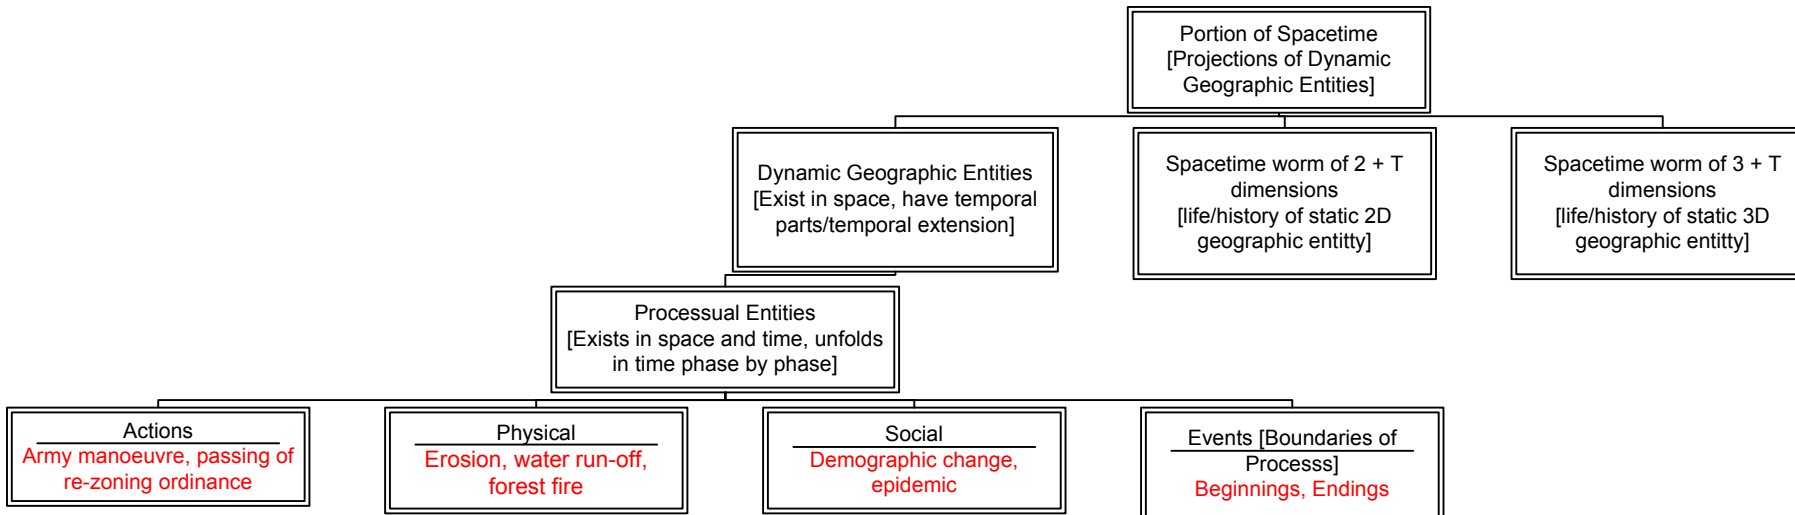 Portion of Spacetime
[Projections of Dynamic
Geographic Entities]
Dynamic Geographic Entities
[Exist in space, have temporal
parts/temporal extension]
Spacetime worm of 2 + T
dimensions
[life/history of static 2D
geographic entitty]
Spacetime worm of 3 + T
dimensions
[life/history of static 3D
geographic entitty]
Processual Entities
[Exists in space and time, unfolds
in time phase by phase]
Actions
Army manoeuvre, passing of
re-zoning ordinance
Physical
Erosion, water run-off,
forest fire
Social
Demographic change,
epidemic
Events [Boundaries of
Processs]
Beginnings, Endings